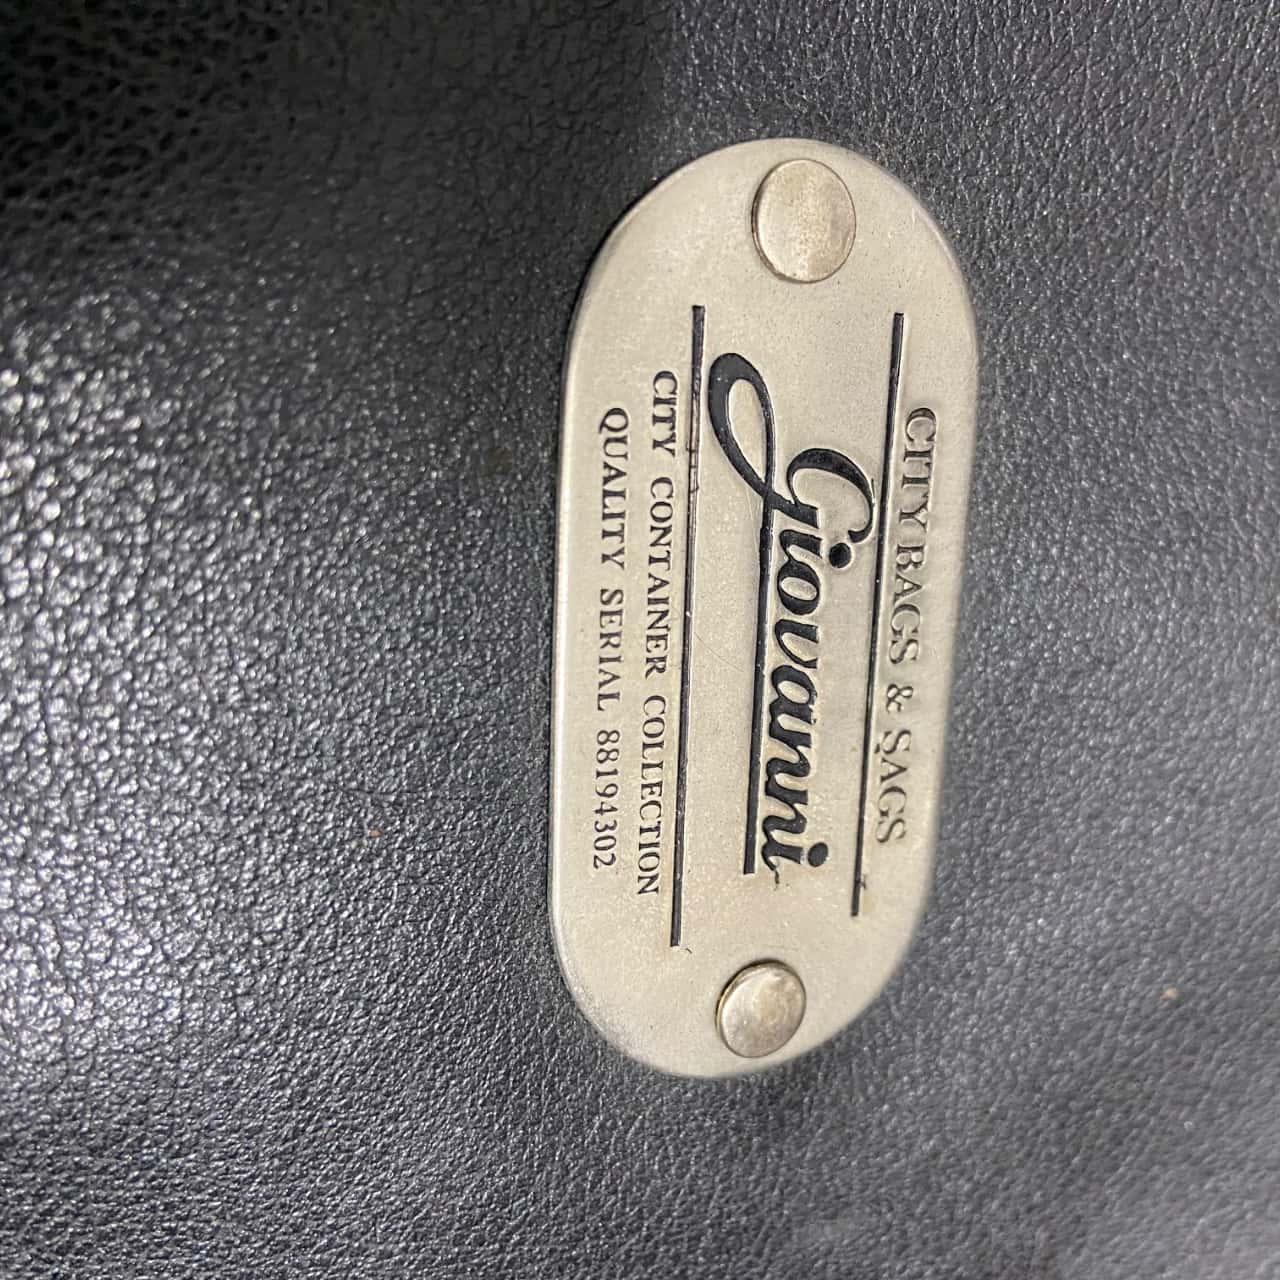 CITY BAGS & SAGS
Giovanni
CITY CONTAINER COLLECTION
QUALITY SERIAL 88194302